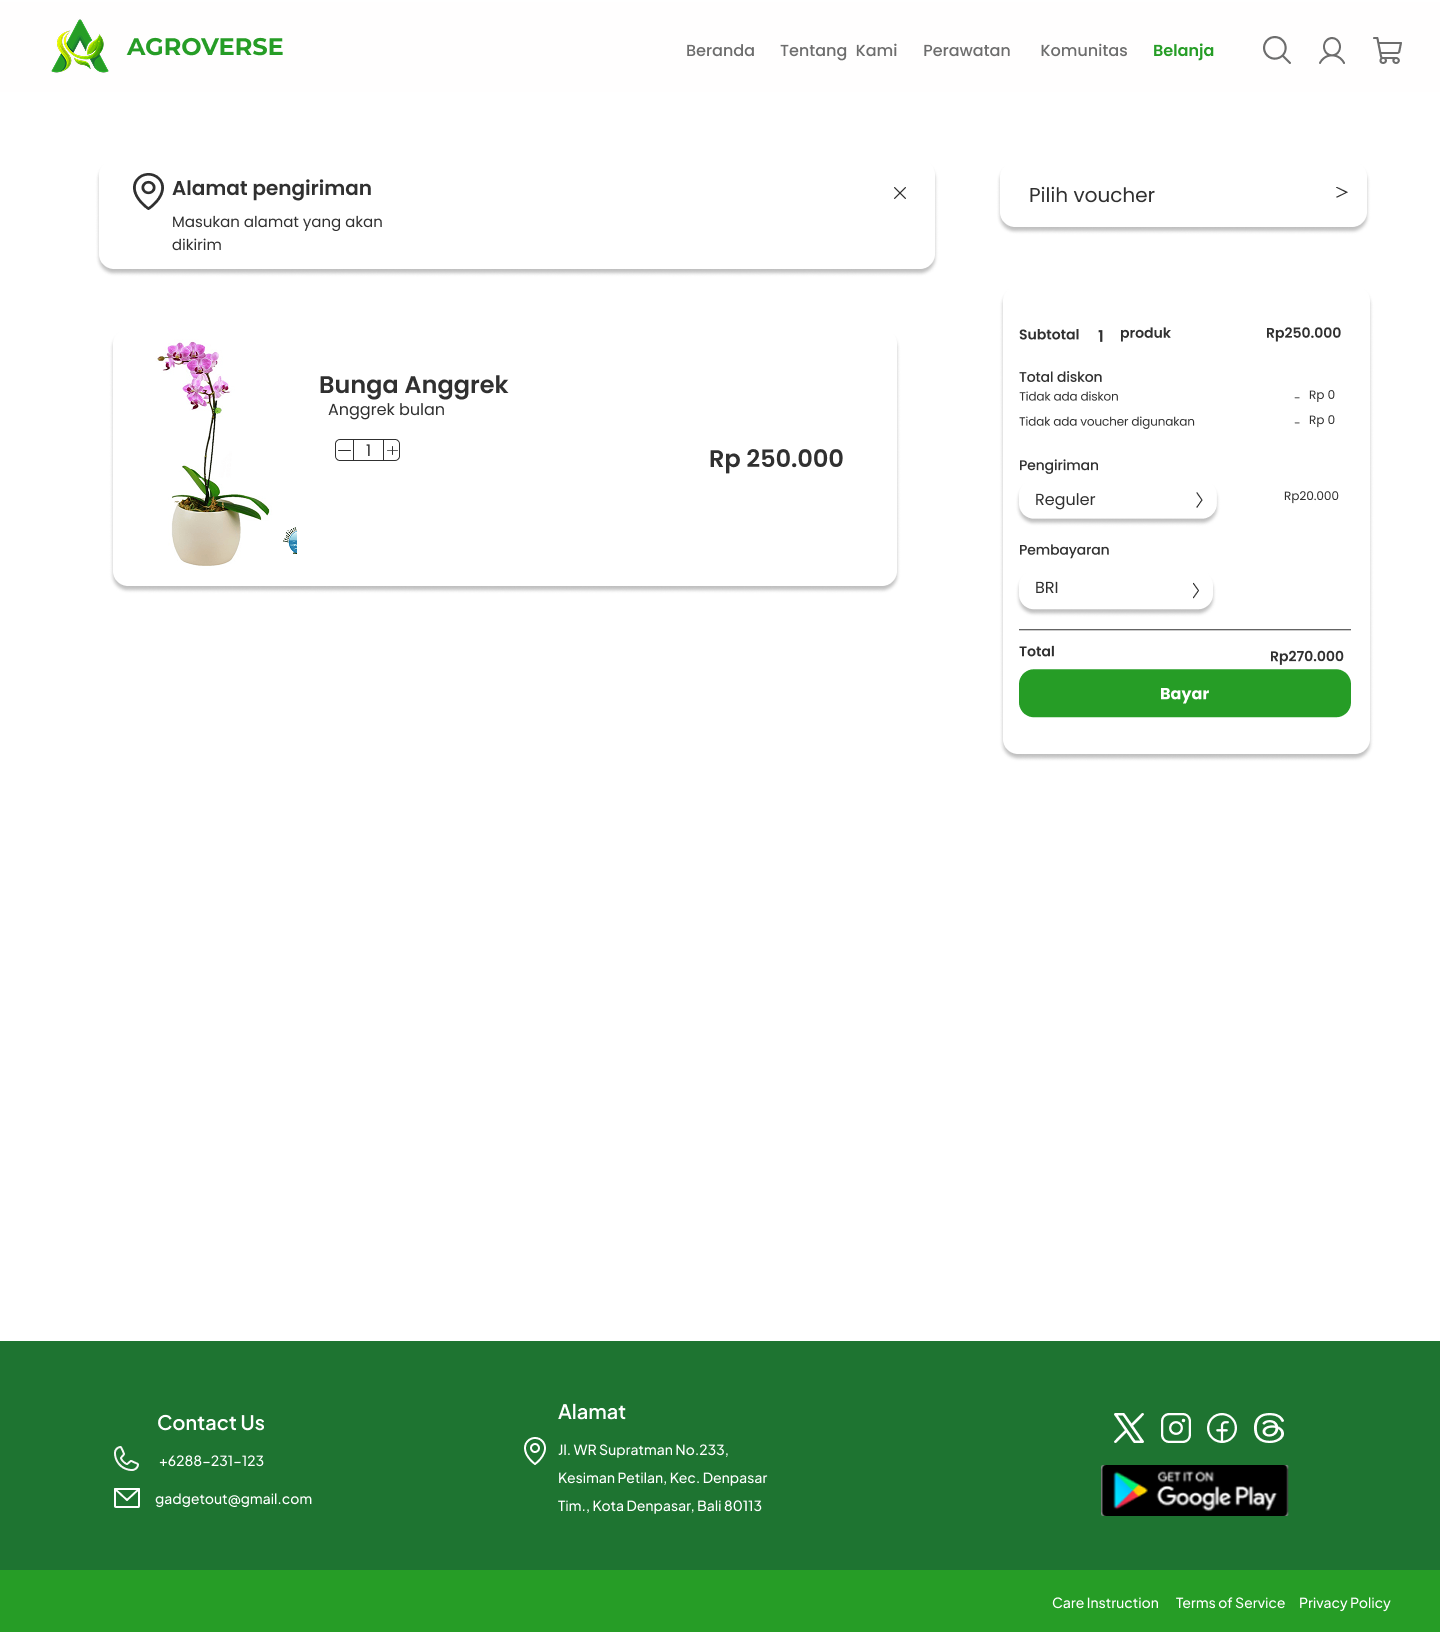 AGROVERSE
Beranda Tentang Kami Perawatan Komunitas Belanja
Alamat pengiriman
Masukan alamat yang akan
dikirim
Pilih voucher >
Bunga Anggrek
Anggrek bulan
1
Rp 250.000
Subtotal 1 produk Rp250.000
Total diskon
Tidak ada diskon - Rp 0
Tidak ada voucher digunakan - Rp 0
Pengiriman
Reguler Rp20.000
Pembayaran
BRI
Total Rp270.000
Bayar
Contact Us
+6288-231-123
gadgetout@gmail.com
Alamat
Jl. WR Supratman No.233,
Kesiman Petilan, Kec. Denpasar
Tim., Kota Denpasar, Bali 80113
GET IT ON
Google Play
Care Instruction Terms of Service Privacy Policy